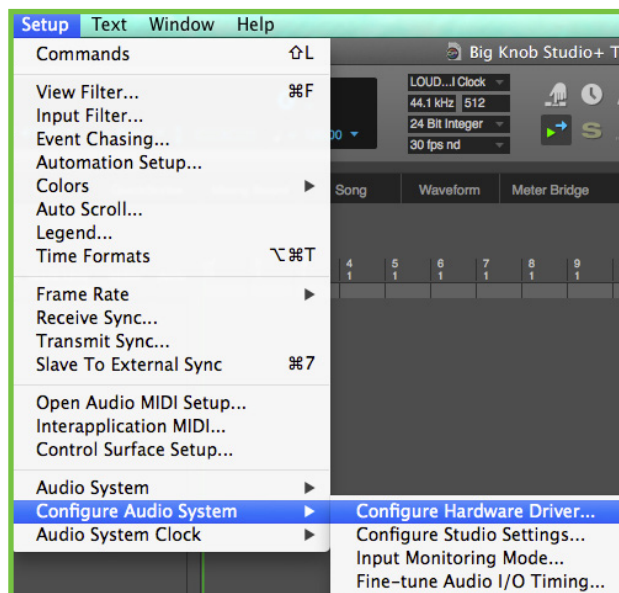 Setup Text Window Help
Commands ⇧L
Big Knob Studio+ T
View Filter... ⌘F
Input Filter...
Event Chasing...
Automation Setup...
Colors ▶
Auto Scroll...
Legend...
Time Formats ⌥⌘T
Frame Rate ▶
Receive Sync...
Transmit Sync...
Slave To External Sync ⌘7
Open Audio MIDI Setup...
Interapplication MIDI...
Control Surface Setup...
Audio System ▶
Configure Audio System ▶
Audio System Clock ▶
Configure Hardware Driver...
Configure Studio Settings...
Input Monitoring Mode...
Fine-tune Audio I/O Timing...
LOUD...I Clock
44.1 kHz 512
24 Bit Integer
30 fps nd
00
S
Song Waveform Meter Bridge
4 5 6 7 8 9
1 1 1 1 1 1